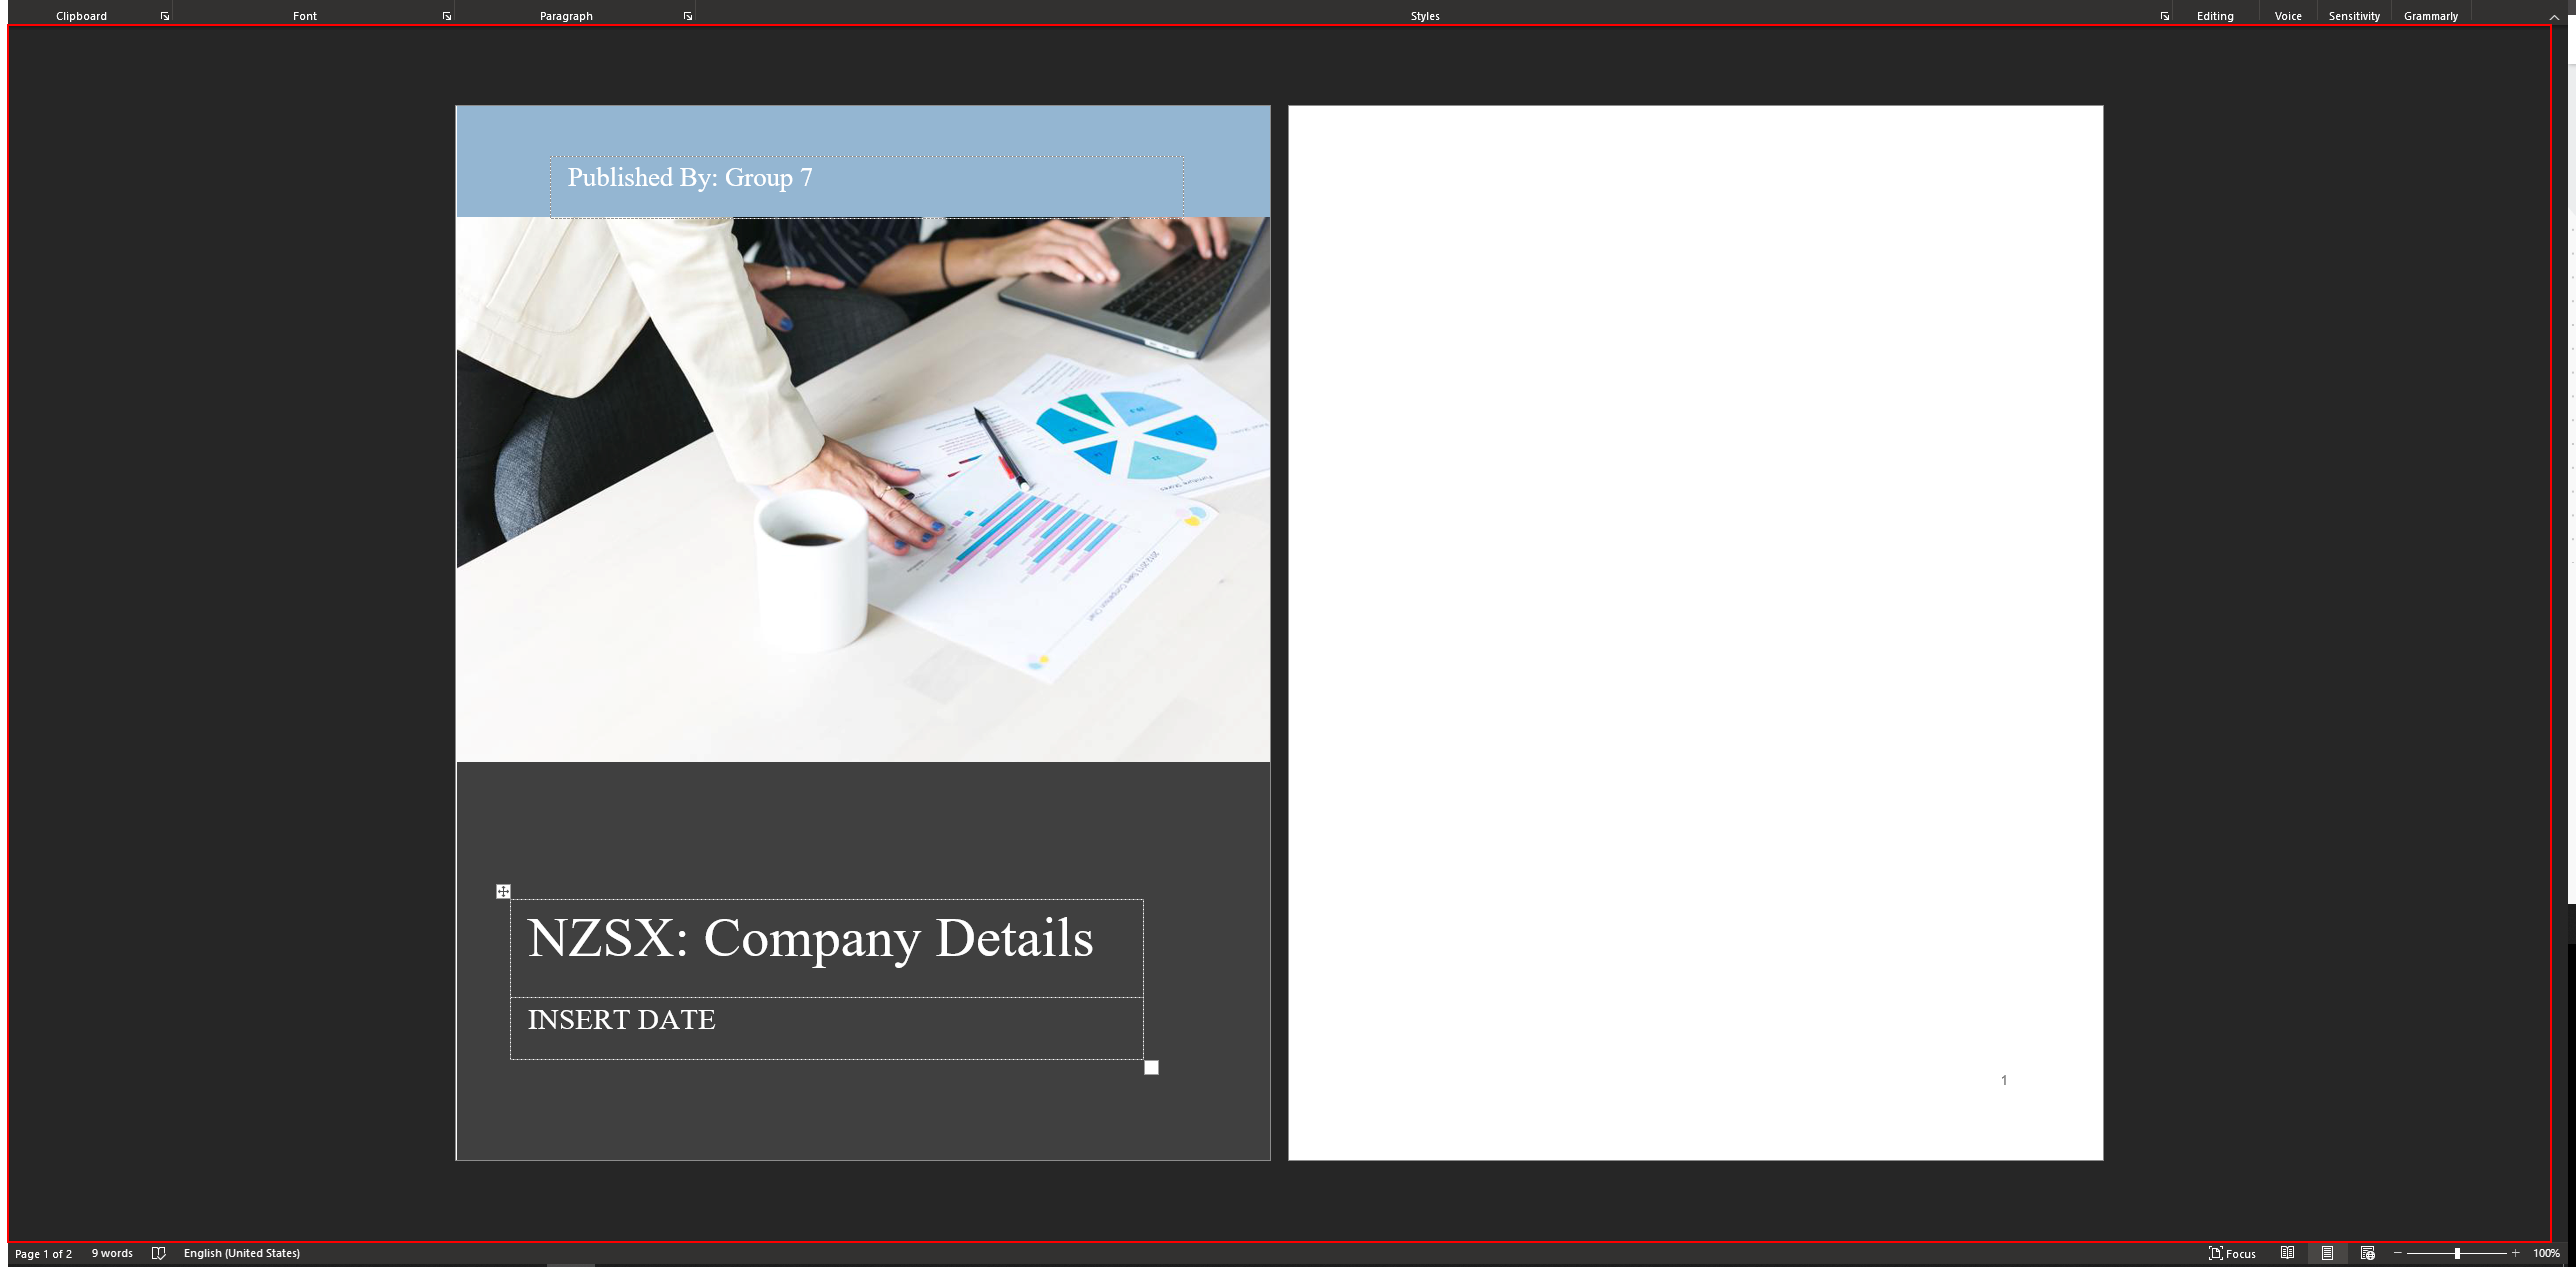 Clipboard
Font
Paragraph
Styles
Editing
Voice
Sensitivity
Grammarly
Published By: Group 7
NZSX: Company Details
INSERT DATE
1
Page 1 of 2
9 words
English (United States)
Focus
100%